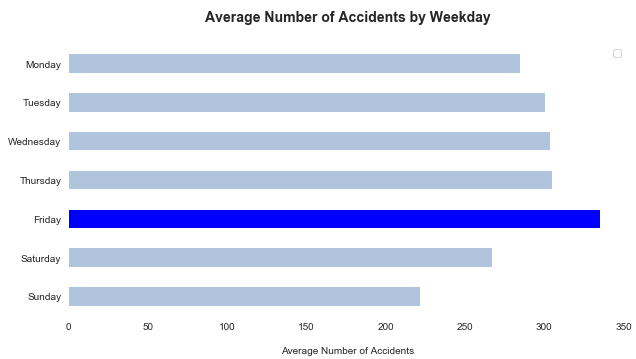 Average Number of Accidents by Weekday
Monday
Tuesday
Wednesday
Thursday
Friday
Saturday
Sunday
0 50 100 150 200 250 300 350
Average Number of Accidents